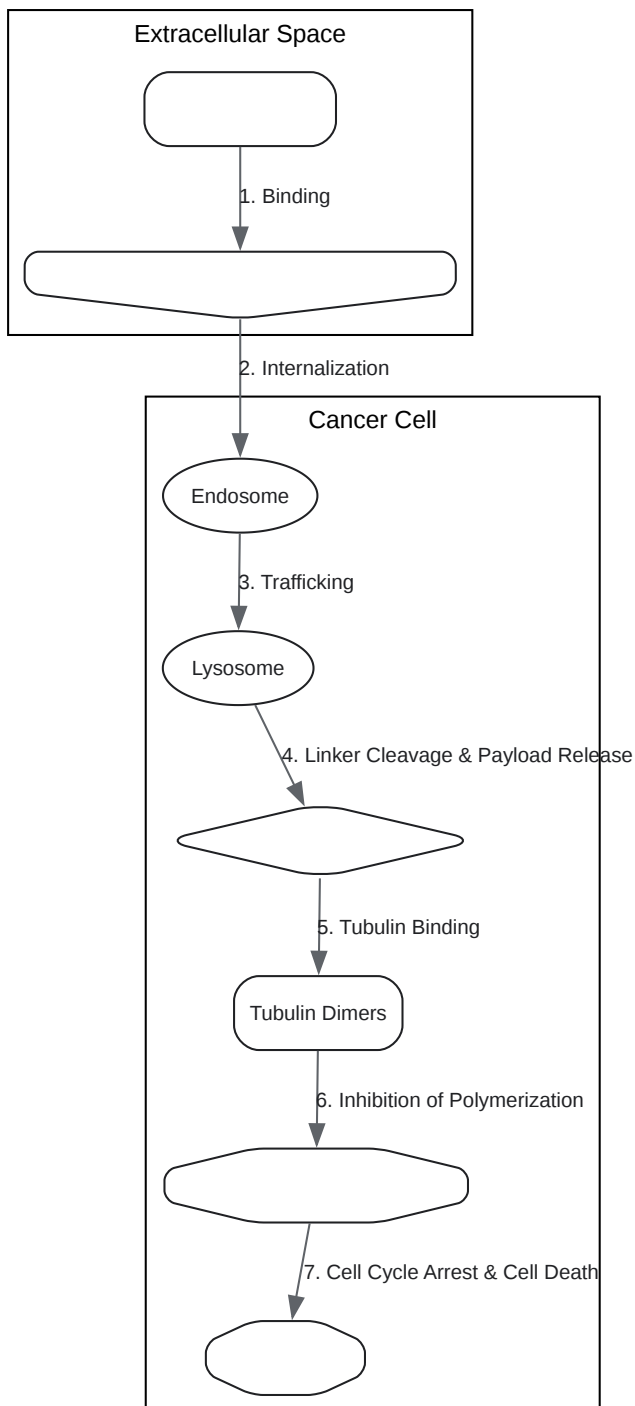 Extracellular Space
1. Binding
2. Internalization
Cancer Cell
Endosome
3. Trafficking
Lysosome
4. Linker Cleavage & Payload Release
5. Tubulin Binding
Tubulin Dimers
6. Inhibition of Polymerization
7. Cell Cycle Arrest & Cell Death